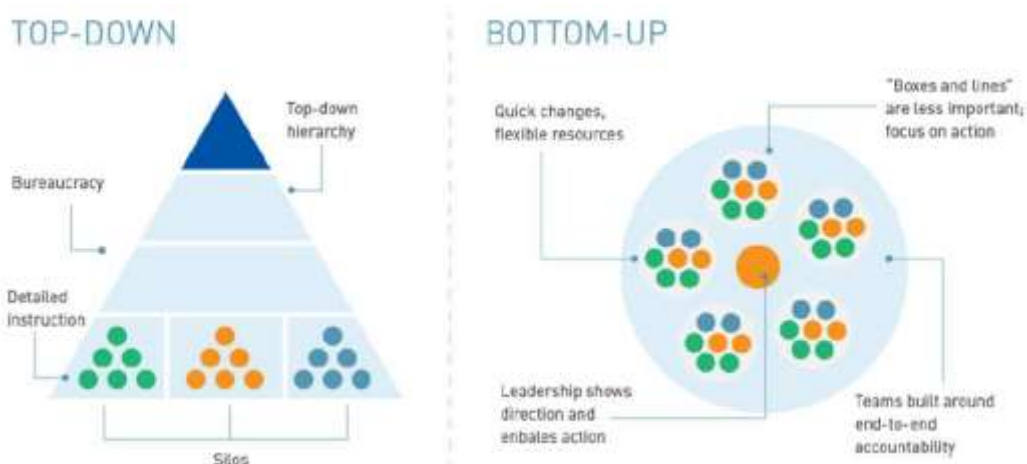 TOP-DOWN
Top-down
hierarchy
Bureaucracy
Detailed
instruction
Silos
BOTTOM-UP
"Boxes and lines"
are less important;
focus on action
Quick changes,
flexible resources
Leadership shows
direction and
enbales action
Teams built around
end-to-end
accountability